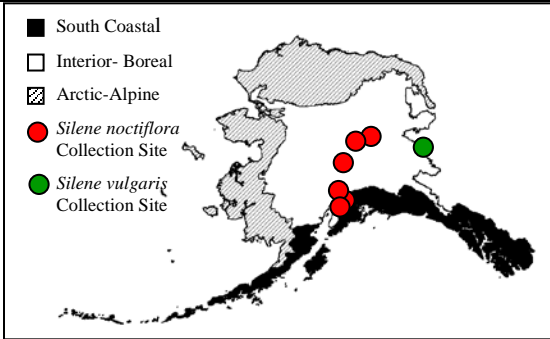 South Coastal
Interior- Boreal
Arctic-Alpine
Silene noctiflora
Collection Site
Silene vulgaris
Collection Site